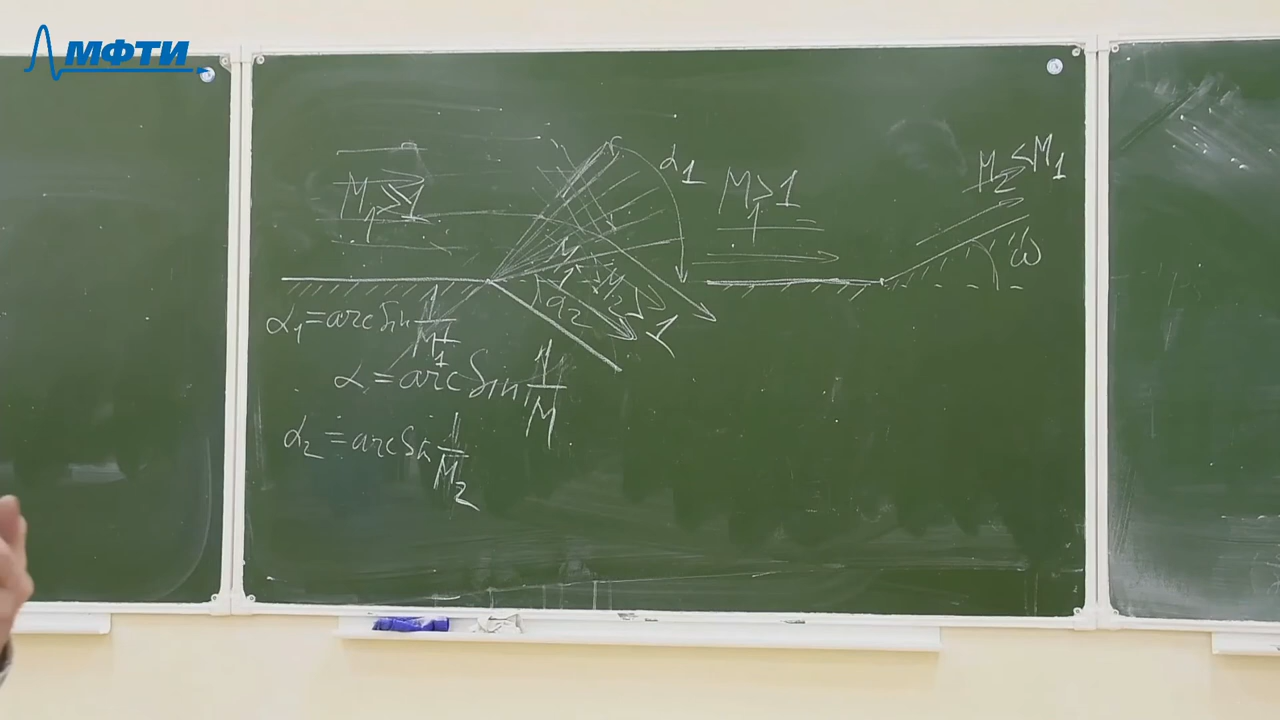 МФТИ
M₁>1
α₁
M₁>1
M₂<M₁
ω
α₂
1
α₁=arcsin 1/M₁
α=arcsin 1/M
α₂=arcsin 1/M₂